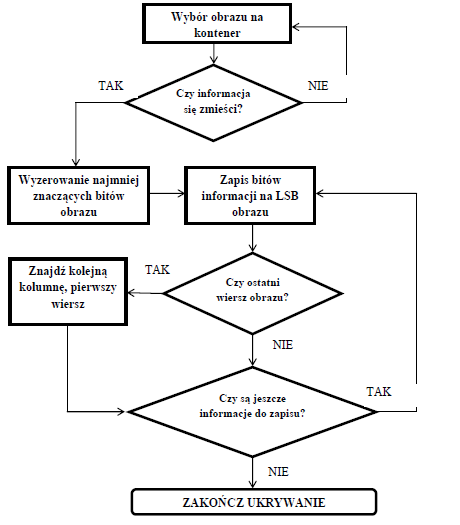 Wybór obrazu na
kontener
TAK
NIE
Czy informacja
się zmieści?
Wyzerowanie najmniej
znaczących bitów
obrazu
Zapis bitów
informacji na LSB
obrazu
Znajdź kolejną
kolumnę, pierwszy
wiersz
TAK
Czy ostatni
wiersz obrazu?
NIE
Czy są jeszcze
informacje do zapisu?
TAK
NIE
ZAKOŃCZ UKRYWANIE